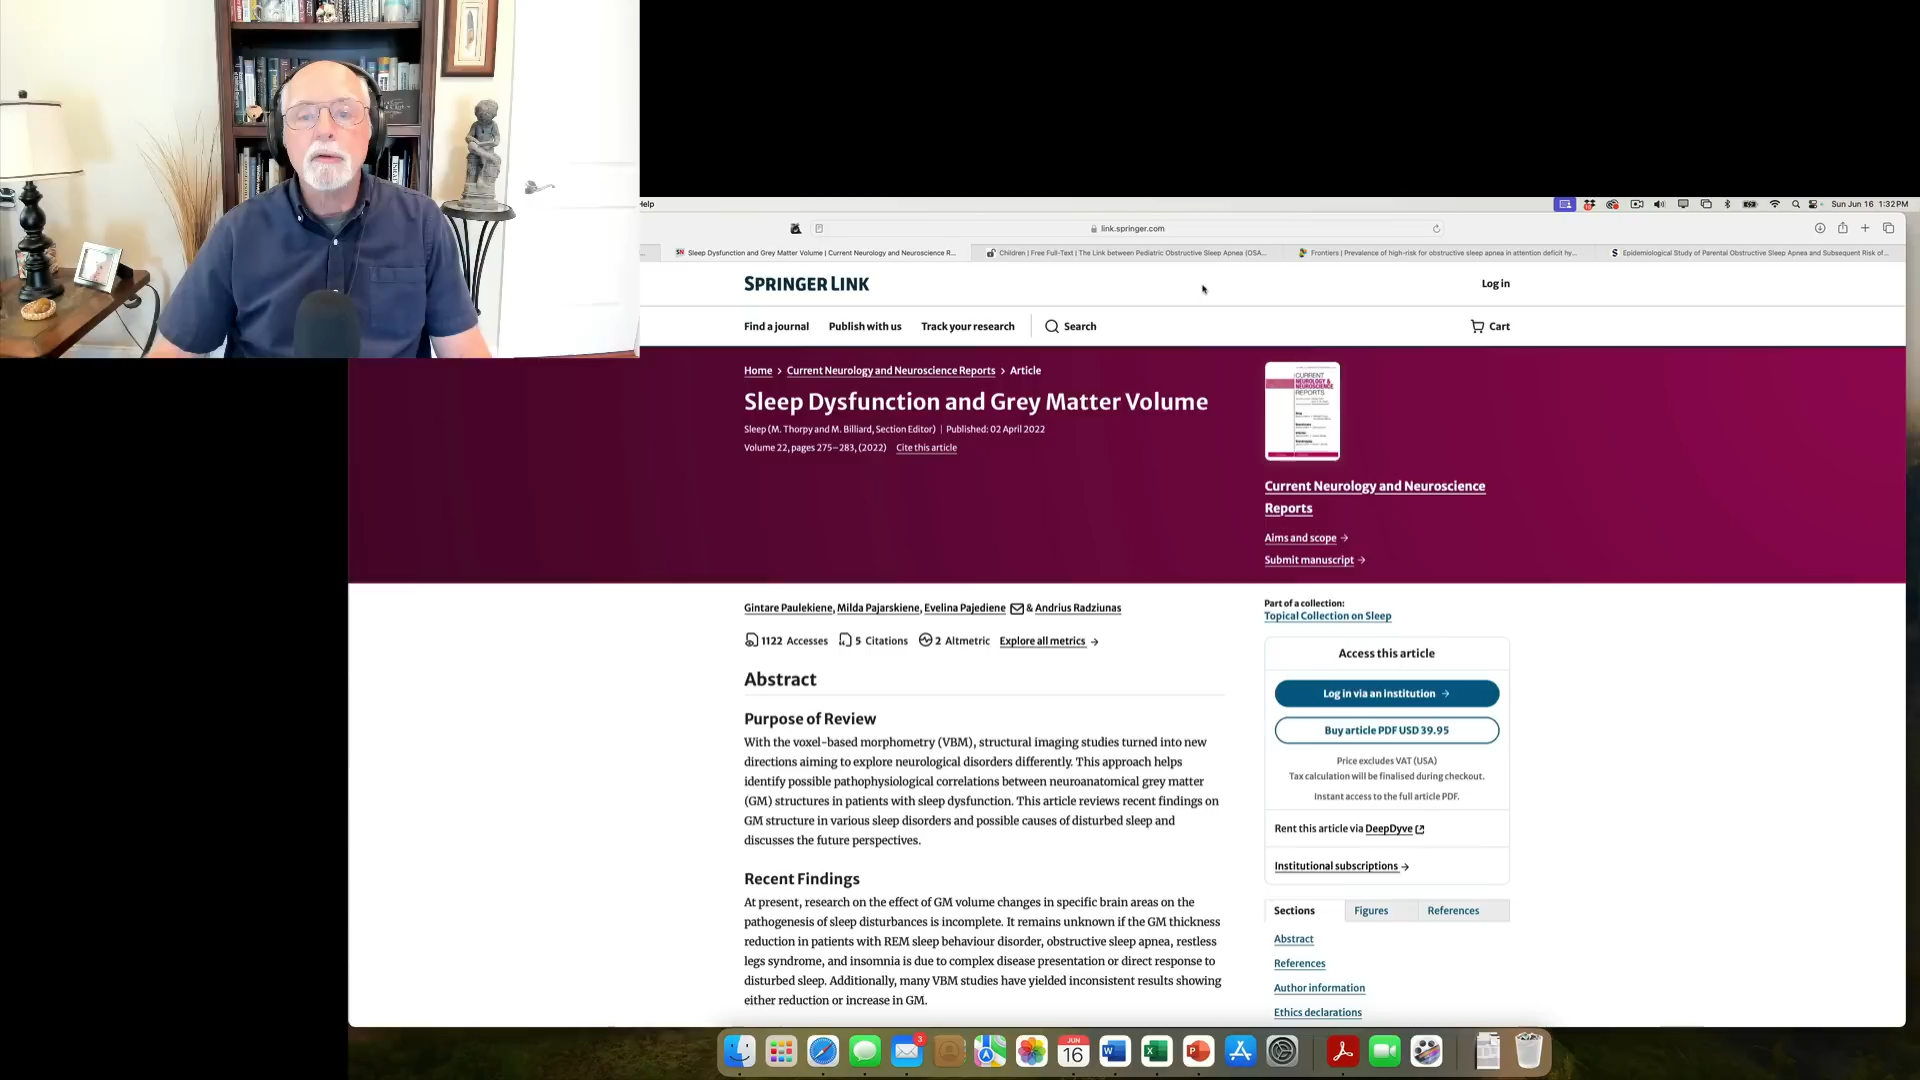 Help
Sun Jun 16 1:32PM
link.springer.com
Sleep Dysfunction and Grey Matter Volume | Current Neurology and Neuroscience R...
Children | Free Full-Text | The Link between Pediatric Obstructive Sleep Apnea (OSA...
Frontiers | Prevalence of high-risk for obstructive sleep apnea in attention deficit hy...
Epidemiological Study of Parental Obstructive Sleep Apnea and Subsequent Risk of...
SPRINGER LINK
Log in
Find a journal
Publish with us
Track your research
Search
Cart
Home > Current Neurology and Neuroscience Reports > Article
Sleep Dysfunction and Grey Matter Volume
Sleep (M. Thorpy and M. Billiard, Section Editor) | Published: 02 April 2022
Volume 22, pages 275–283, (2022) Cite this article
CURRENT
NEUROLOGY &
NEUROSCIENCE
REPORTS
Current Neurology and Neuroscience
Reports
Aims and scope →
Submit manuscript →
Gintare Paulekiene, Milda Pajarskiene, Evelina Pajediene & Andrius Radziunas
1122 Accesses 5 Citations 2 Altmetric Explore all metrics →
Abstract
Purpose of Review
With the voxel-based morphometry (VBM), structural imaging studies turned into new
directions aiming to explore neurological disorders differently. This approach helps
identify possible pathophysiological correlations between neuroanatomical grey matter
(GM) structures in patients with sleep dysfunction. This article reviews recent findings on
GM structure in various sleep disorders and possible causes of disturbed sleep and
discusses the future perspectives.
Recent Findings
At present, research on the effect of GM volume changes in specific brain areas on the
pathogenesis of sleep disturbances is incomplete. It remains unknown if the GM thickness
reduction in patients with REM sleep behaviour disorder, obstructive sleep apnea, restless
legs syndrome, and insomnia is due to complex disease presentation or direct response to
disturbed sleep. Additionally, many VBM studies have yielded inconsistent results showing
either reduction or increase in GM.
Part of a collection:
Topical Collection on Sleep
Access this article
Log in via an institution →
Buy article PDF USD 39.95
Price excludes VAT (USA)
Tax calculation will be finalised during checkout.
Instant access to the full article PDF.
Rent this article via DeepDyve
Institutional subscriptions →
Sections
Figures
References
Abstract
References
Author information
Ethics declarations
3
JUN
16